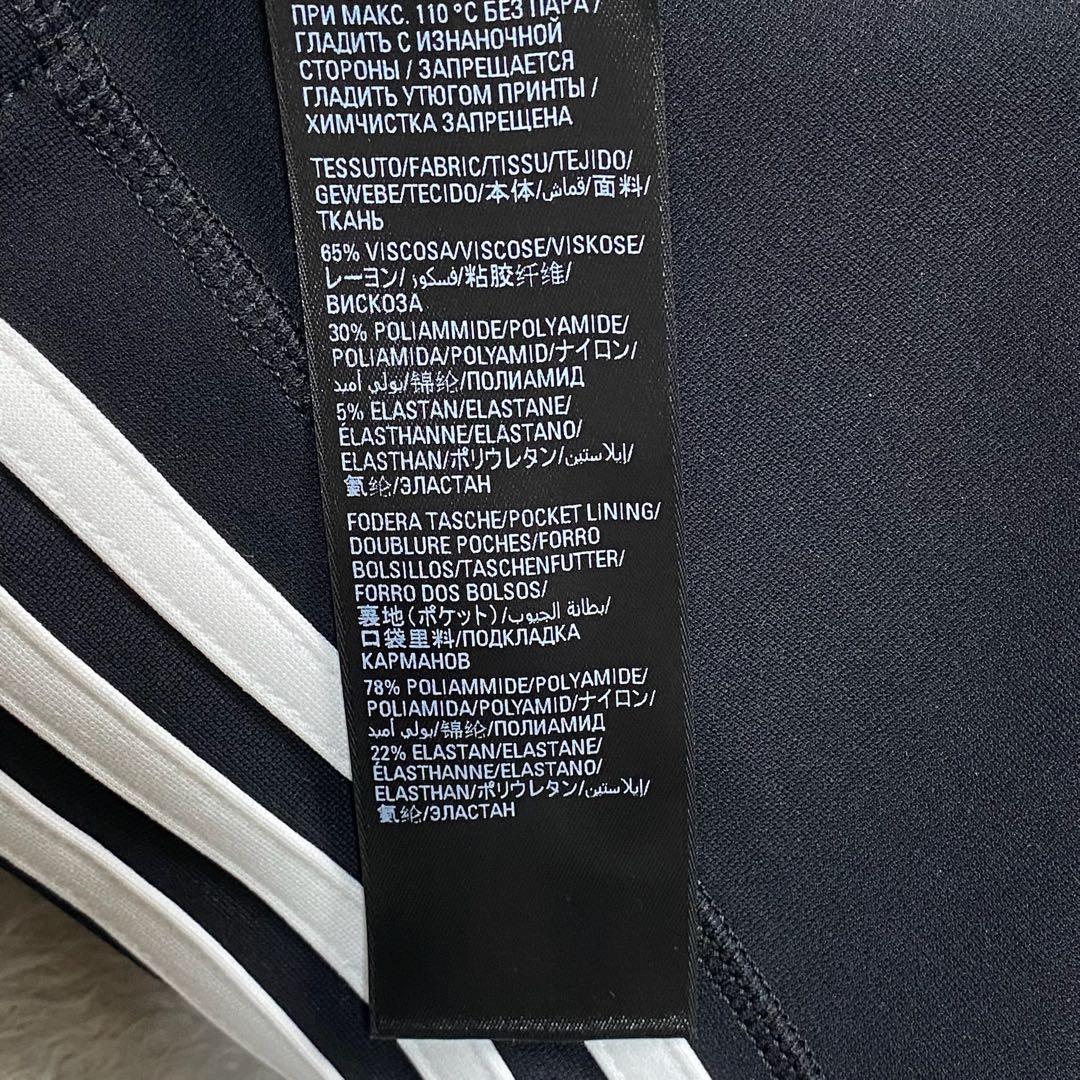 ПРИ МАКС. 110 °C БЕЗ ПАРА /
ГЛАДИТЬ С ИЗНАНОЧНОЙ
СТОРОНЫ / ЗАПРЕЩАЕТСЯ
ГЛАДИТЬ УТЮГОМ ПРИНТЫ /
ХИМЧИСТКА ЗАПРЕЩЕНА
TESSUTO/FABRIC/TISSU/TEJIDO/
GEWEBE/TECIDO/本体/قماش/面料/
ТКАНЬ
65% VISCOSA/VISCOSE/VISKOSE/
レーヨン/فسكوز/粘胶纤维/
ВИСКОЗА
30% POLIAMMIDE/POLYAMIDE/
POLIAMIDA/POLYAMID/ナイロン/
بولي أميد/锦纶/ПОЛИАМИД
5% ELASTAN/ELASTANE/
ÉLASTHANNE/ELASTANO/
ELASTHAN/ポリウレタン/إيلاستين/
氨纶/ЭЛАСТАН
FODERA TASCHE/POCKET LINING/
DOUBLURE POCHES/FORRO
BOLSILLOS/TASCHENFUTTER/
FORRO DOS BOLSOS/
裏地(ポケット)/بطانة الجيوب/
口袋里料/ПОДКЛАДКА
КАРМАНОВ
78% POLIAMMIDE/POLYAMIDE/
POLIAMIDA/POLYAMID/ナイロン/
بولي أميد/锦纶/ПОЛИАМИД
22% ELASTAN/ELASTANE/
ÉLASTHANNE/ELASTANO/
ELASTHAN/ポリウレタン/إيلاستين/
氨纶/ЭЛАСТАН